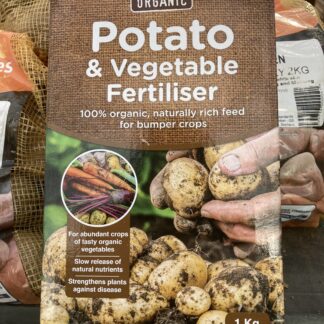 ORGANIC
Potato
& Vegetable
Fertiliser
100% organic, naturally rich feed
for bumper crops
For abundant crops
of tasty organic
vegetables
Slow release of
natural nutrients
Strengthens plants
against disease
1 Kg
2KG